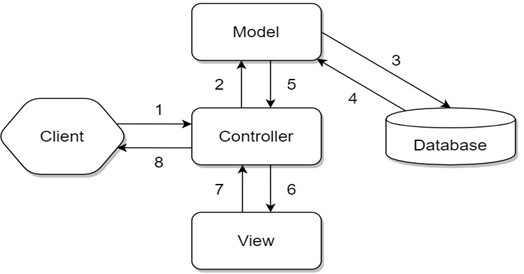 Model
3
2
5
4
1
Client
Controller
Database
8
7
6
View